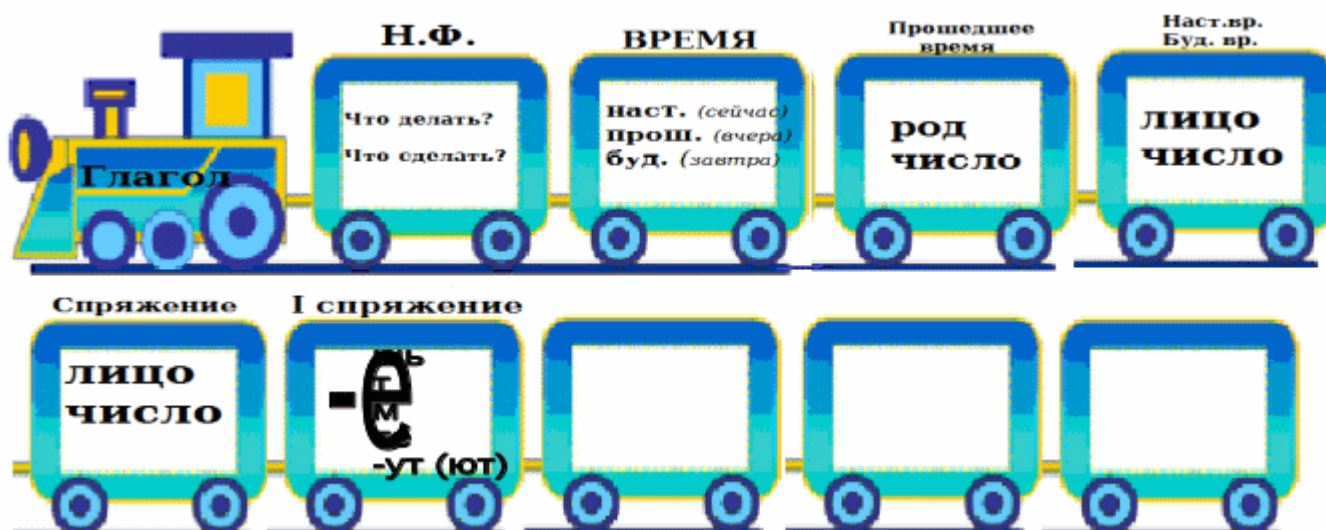 Глагол
Н.Ф.
Что делать?
Что сделать?
ВРЕМЯ
наст. (сейчас)
прош. (вчера)
буд. (завтра)
Прошедшее
время
род
число
Наст.вр.
Буд. вр.
лицо
число
Спряжение
лицо
число
I спряжение
-е
т
м
-ут (ют)